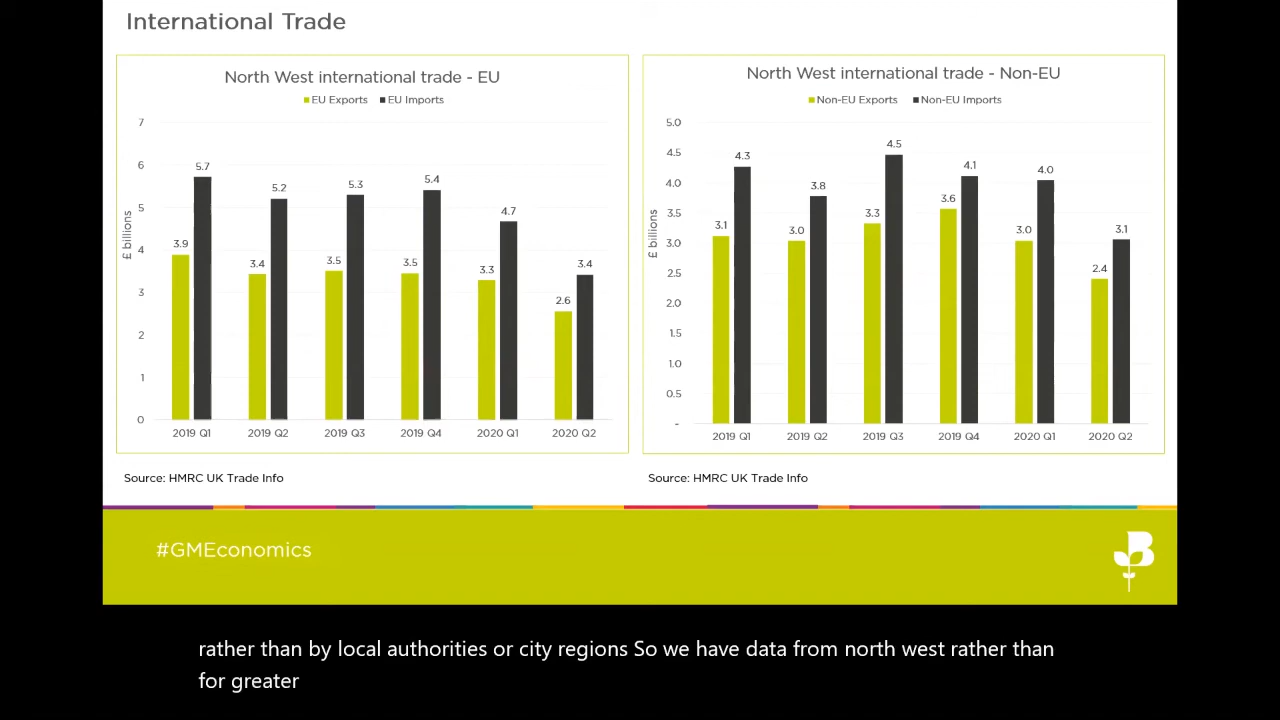 International Trade
North West international trade - EU
EU Exports EU Imports
7
6
5
4
3
2
1
0
£ billions
3.9 5.7
3.4 5.2
3.5 5.3
3.5 5.4
3.3 4.7
2.6 3.4
2019 Q1 2019 Q2 2019 Q3 2019 Q4 2020 Q1 2020 Q2
Source: HMRC UK Trade Info
North West international trade - Non-EU
Non-EU Exports Non-EU Imports
5.0
4.5
4.0
3.5
3.0
2.5
2.0
1.5
1.0
0.5
-
£ billions
3.1 4.3
3.0 3.8
3.3 4.5
3.6 4.1
3.0 4.0
2.4 3.1
2019 Q1 2019 Q2 2019 Q3 2019 Q4 2020 Q1 2020 Q2
Source: HMRC UK Trade Info
#GMEconomics
rather than by local authorities or city regions So we have data from north west rather than
for greater